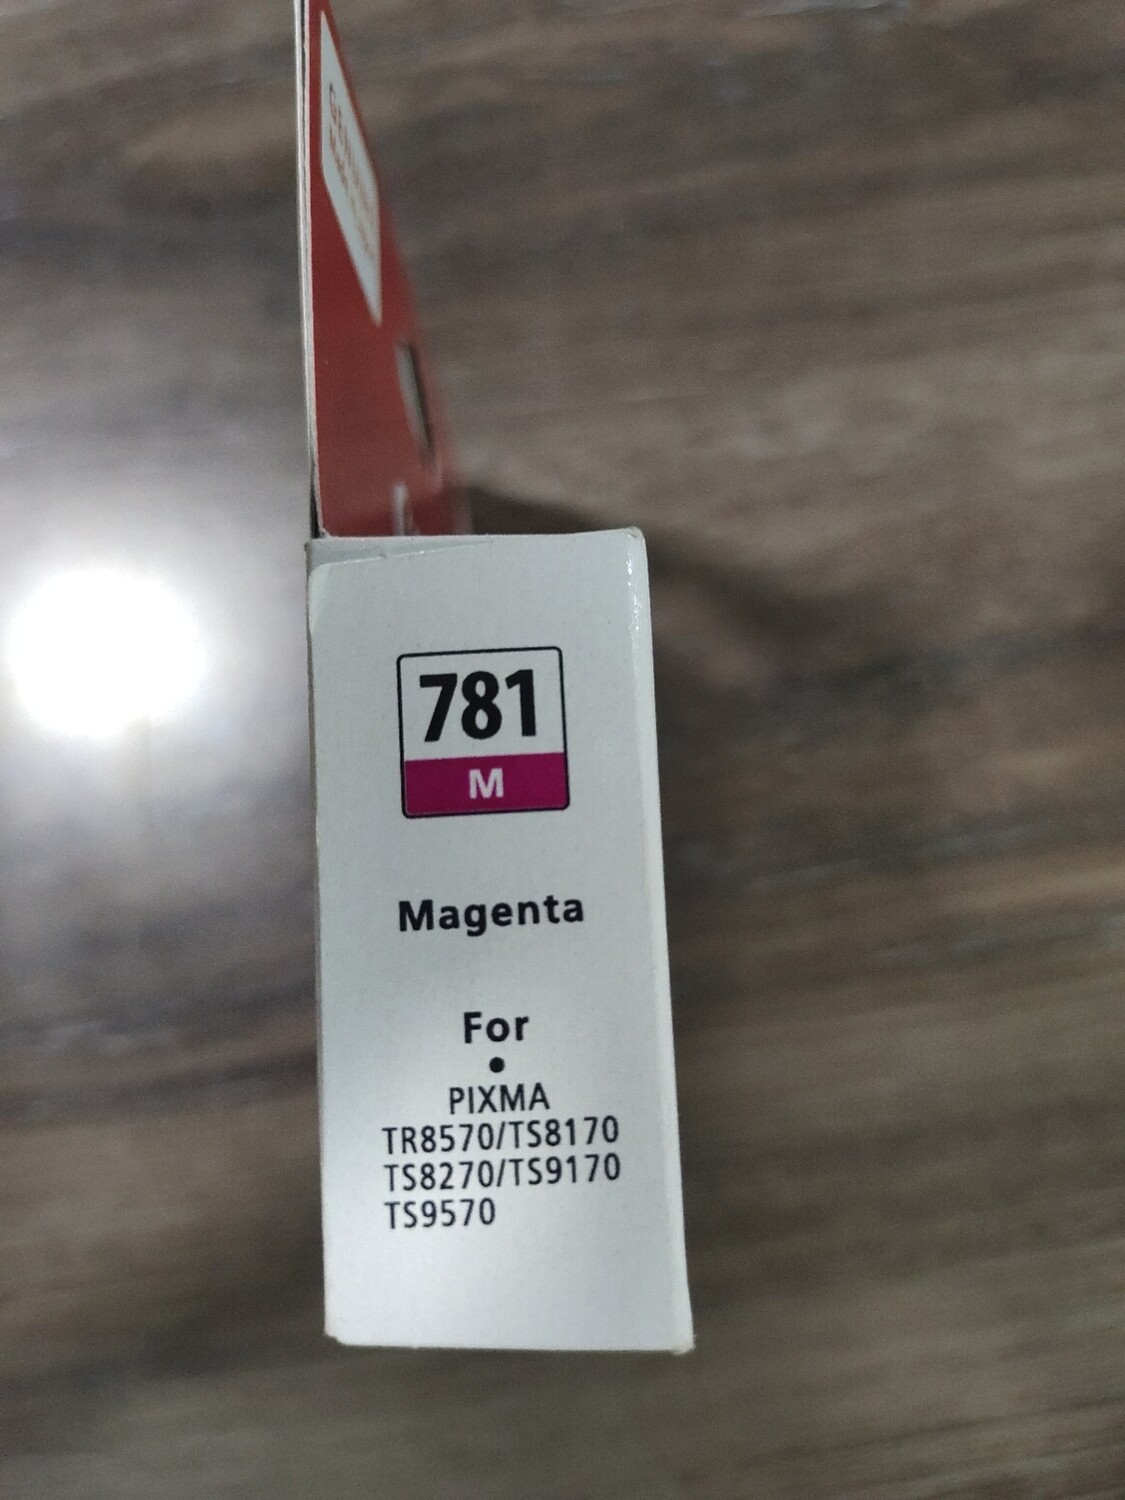 781
M
Magenta
For
•
PIXMA
TR8570/TS8170
TS8270/TS9170
TS9570